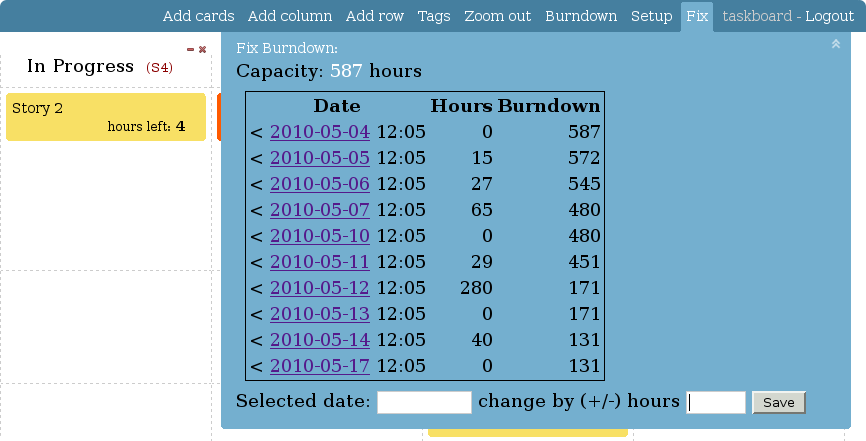 Add cards Add column Add row Tags Zoom out Burndown Setup Fix taskboard - Logout
In Progress (S4)
Story 2
hours left: 4
Fix Burndown:
Capacity: 587 hours
Date Hours Burndown
< 2010-05-04 12:05 0 587
< 2010-05-05 12:05 15 572
< 2010-05-06 12:05 27 545
< 2010-05-07 12:05 65 480
< 2010-05-10 12:05 0 480
< 2010-05-11 12:05 29 451
< 2010-05-12 12:05 280 171
< 2010-05-13 12:05 0 171
< 2010-05-14 12:05 40 131
< 2010-05-17 12:05 0 131
Selected date: change by (+/-) hours Save